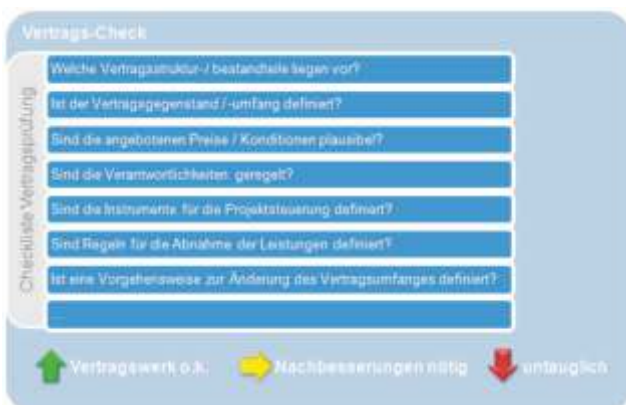 Vertrags-Check
Checkliste Vertragsprüfung
Welche Vertragsstruktur-/ bestandteile liegen vor?
Ist der Vertragsgegenstand / -umfang definiert?
Sind die angebotenen Preise / Konditionen plausibel?
Sind die Verantwortlichkeiten geregelt?
Sind die Instrumente für die Projektsteuerung definiert?
Sind Regeln für die Abnahme der Leistungen definiert?
Ist eine Vorgehensweise zur Änderung des Vertragsumfanges definiert?
Vertragswerk o.k. Nachbesserungen nötig untauglich